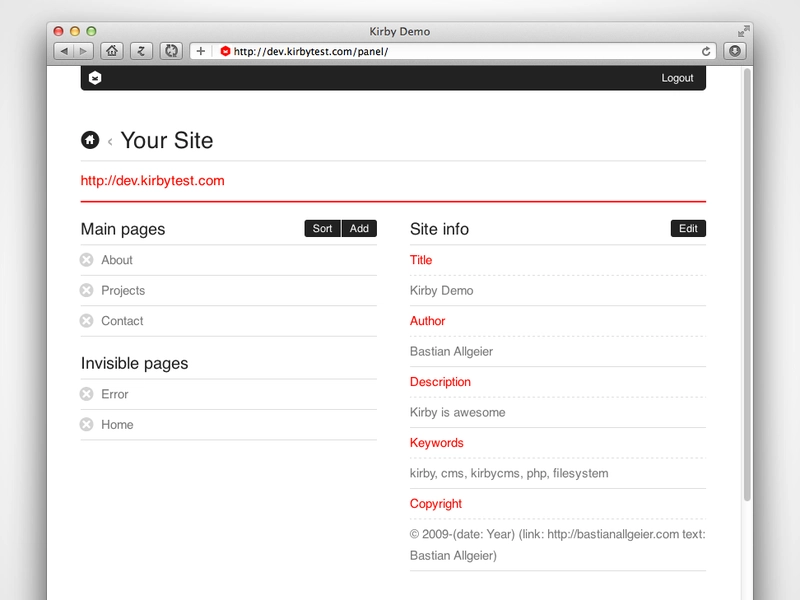 Kirby Demo
http://dev.kirbytest.com/panel/
Logout
‹ Your Site
http://dev.kirbytest.com
Main pages
Sort
Add
About
Projects
Contact
Invisible pages
Error
Home
Site info
Edit
Title
Kirby Demo
Author
Bastian Allgeier
Description
Kirby is awesome
Keywords
kirby, cms, kirbycms, php, filesystem
Copyright
© 2009-(date: Year) (link: http://bastianallgeier.com text:
Bastian Allgeier)